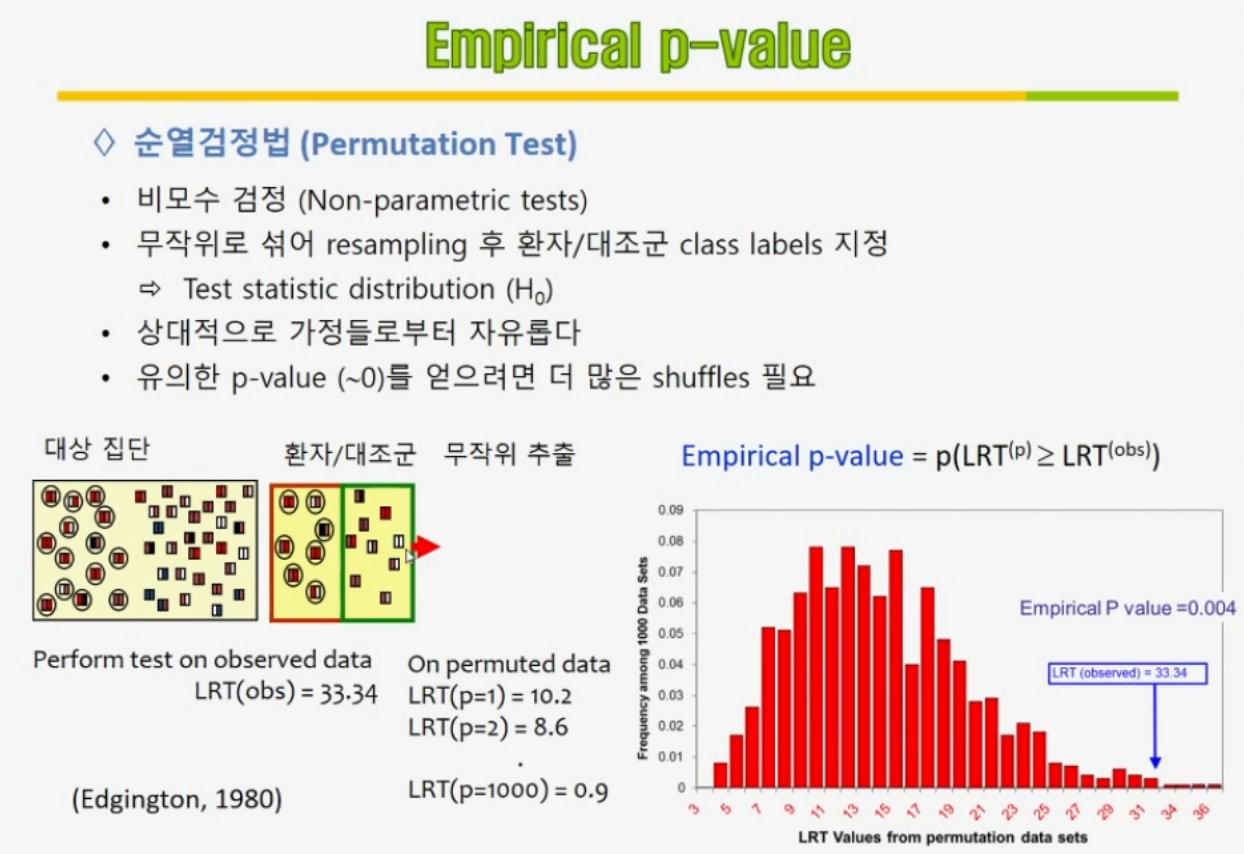 Empirical p-value
◇ 순열검정법 (Permutation Test)
• 비모수 검정 (Non-parametric tests)
• 무작위로 섞어 resampling 후 환자/대조군 class labels 지정
⇨ Test statistic distribution (H₀)
• 상대적으로 가정들로부터 자유롭다
• 유의한 p-value (~0)를 얻으려면 더 많은 shuffles 필요
대상 집단
환자/대조군
무작위 추출
Perform test on observed data
LRT(obs) = 33.34
On permuted data
LRT(p=1) = 10.2
LRT(p=2) = 8.6
.
LRT(p=1000) = 0.9
(Edgington, 1980)
Empirical p-value = p(LRT⁽ᵖ⁾ ≥ LRT⁽ᵒᵇˢ⁾)
Frequency among 1000 Data Sets
0.09
0.08
0.07
0.06
0.05
0.04
0.03
0.02
0.01
0
Empirical P value =0.004
LRT (observed) = 33.34
3 5 7 9 11 13 15 17 19 21 23 25 27 29 31 34 36
LRT Values from permutation data sets